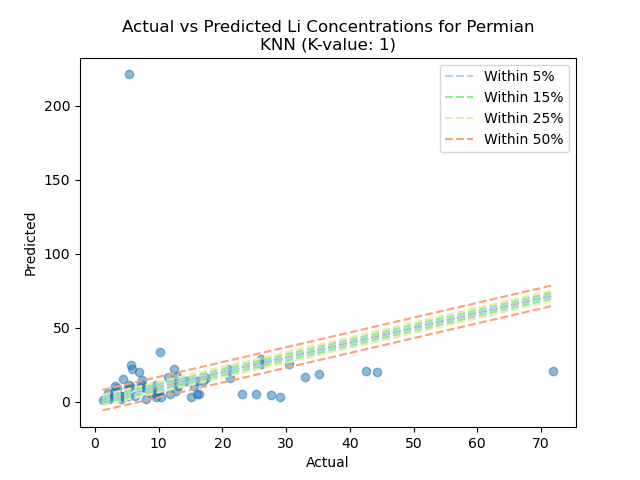 Actual vs Predicted Li Concentrations for Permian
KNN (K-value: 1)
Within 5%
Within 15%
Within 25%
Within 50%
200
150
100
50
0
Predicted
0 10 20 30 40 50 60 70
Actual